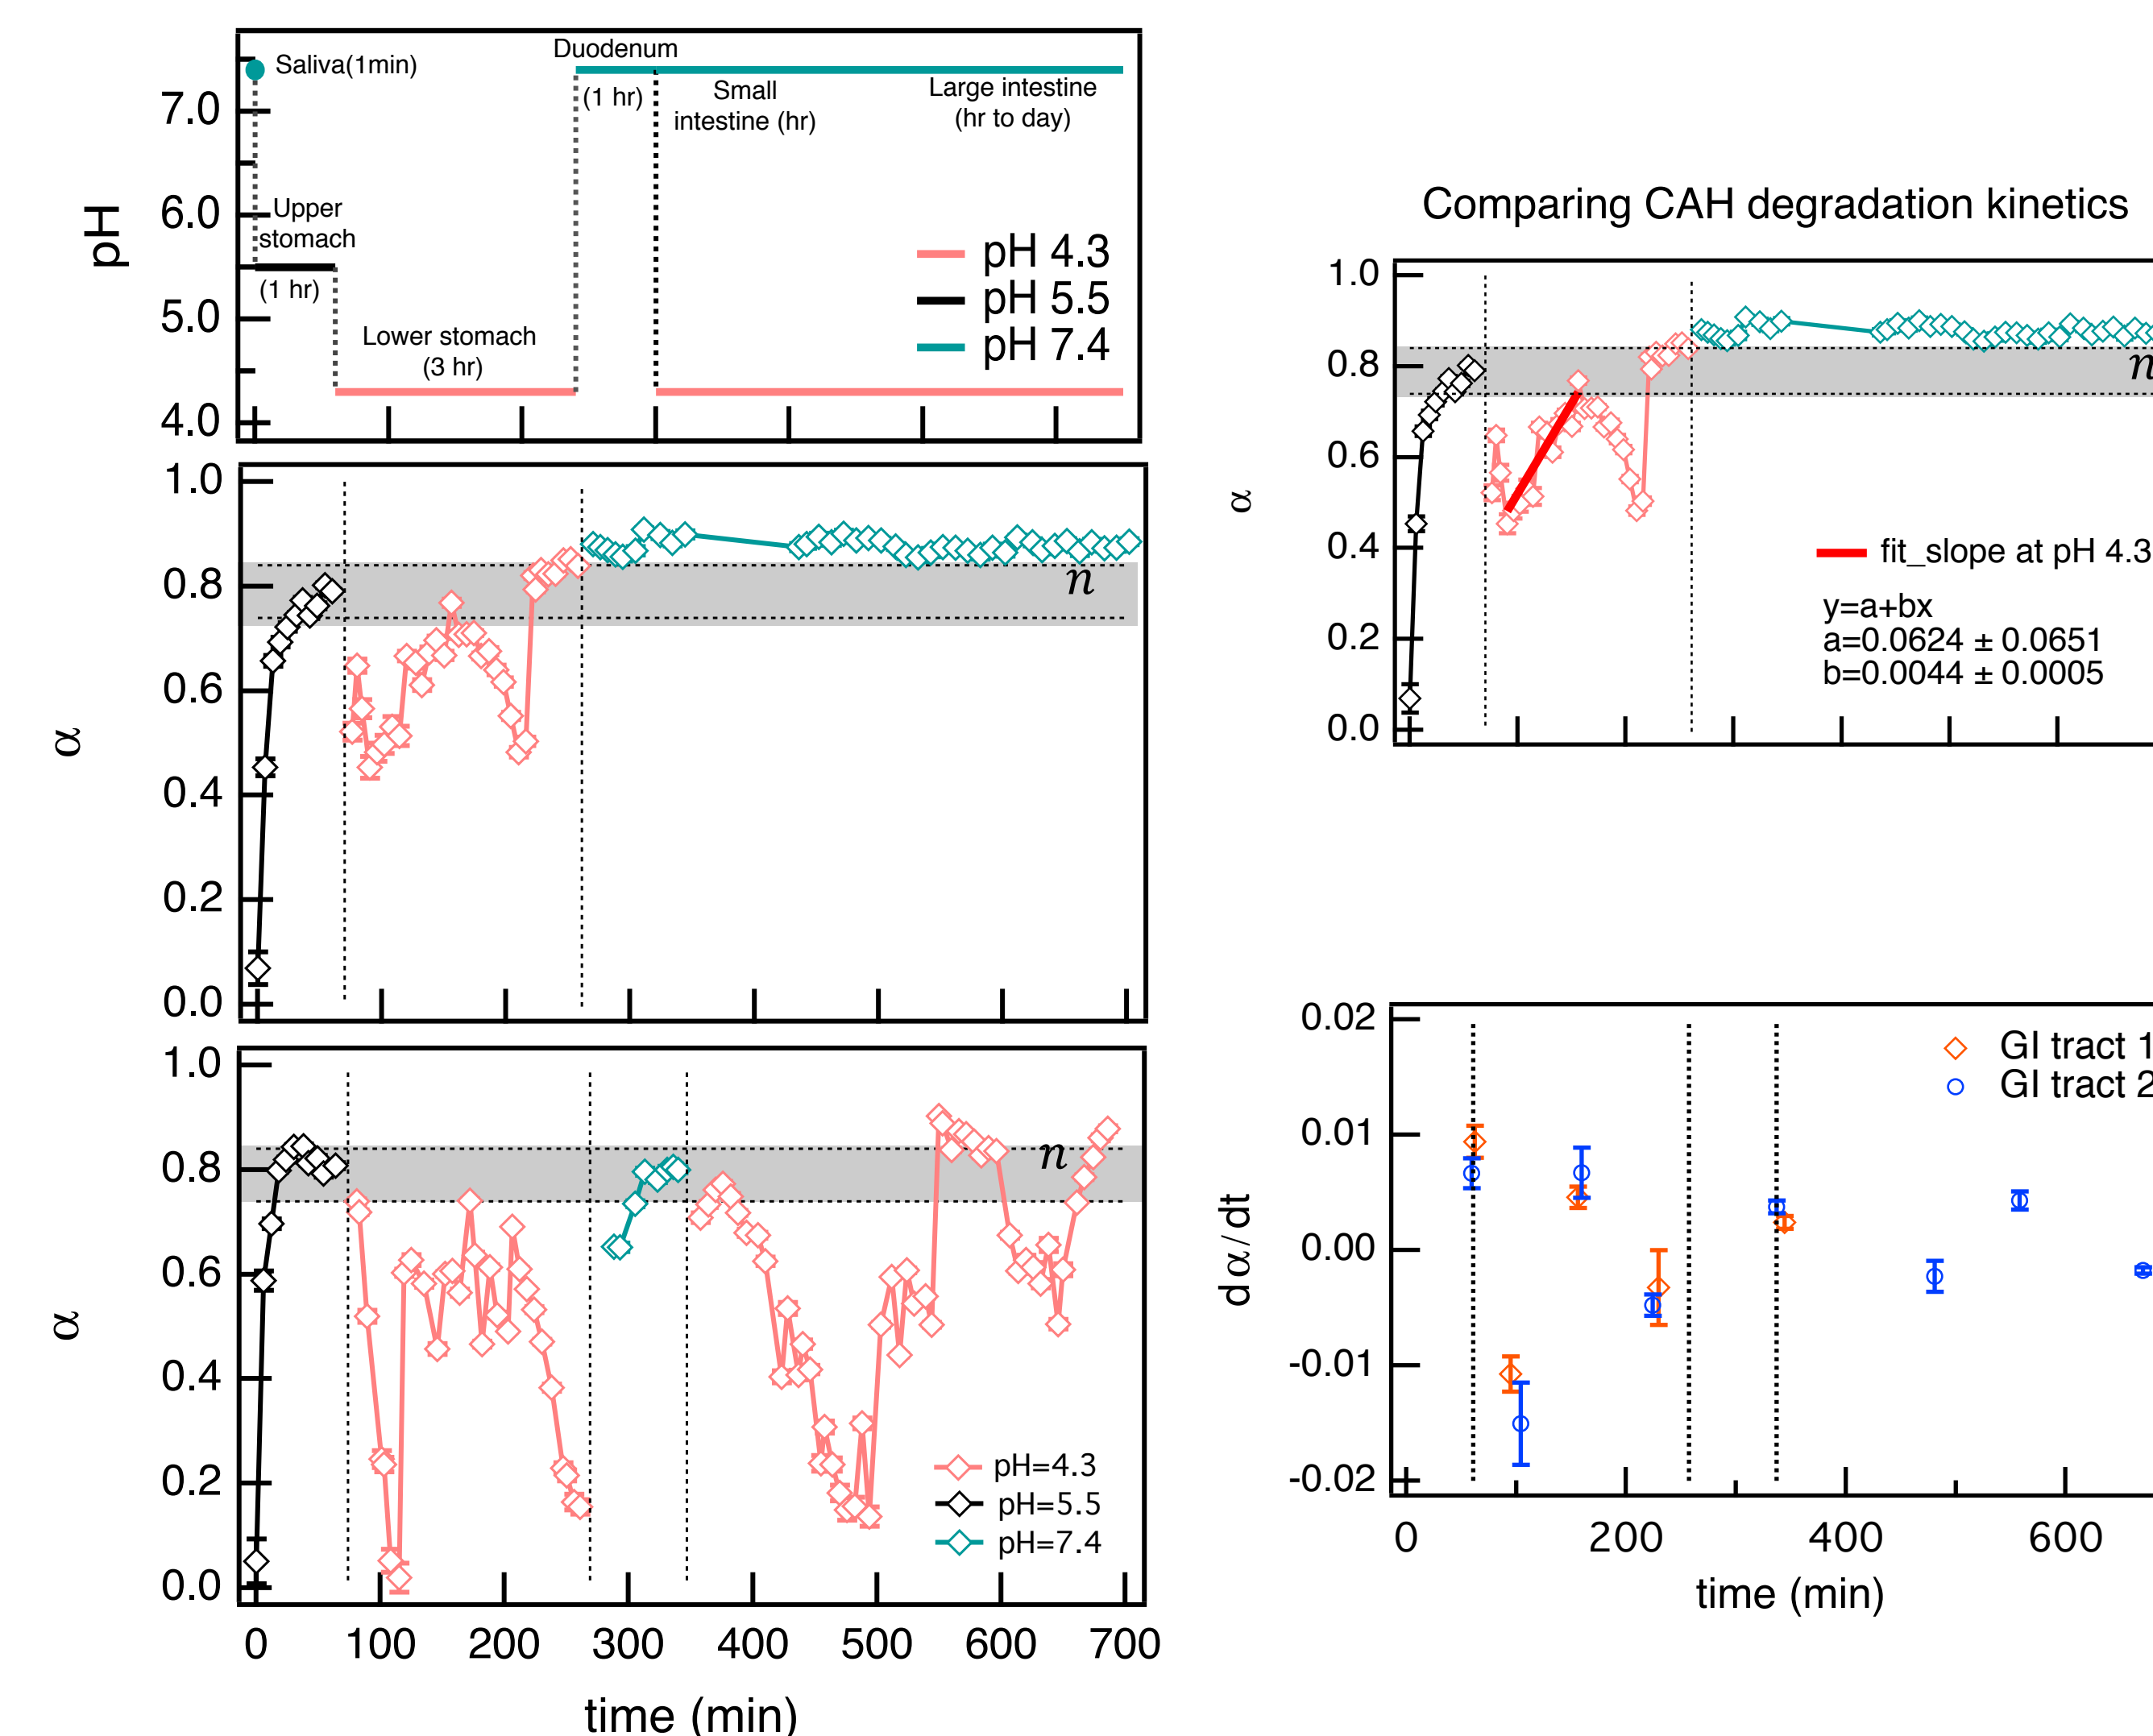 Saliva(1min)
Duodenum
(1 hr)
Small
intestine (hr)
Large intestine
(hr to day)
Upper
stomach
(1 hr)
Lower stomach
(3 hr)
pH 4.3
pH 5.5
pH 7.4
pH
7.0
6.0
5.0
4.0
α
1.0
0.8
0.6
0.4
0.2
0.0
n
α
1.0
0.8
0.6
0.4
0.2
0.0
n
pH=4.3
pH=5.5
pH=7.4
0 100 200 300 400 500 600 700
time (min)
Comparing CAH degradation kinetics
α
1.0
0.8
0.6
0.4
0.2
0.0
n
fit_slope at pH 4.3
y=a+bx
a=0.0624 ± 0.0651
b=0.0044 ± 0.0005
dα/dt
0.02
0.01
0.00
-0.01
-0.02
GI tract 1
GI tract 2
0 200 400 600
time (min)